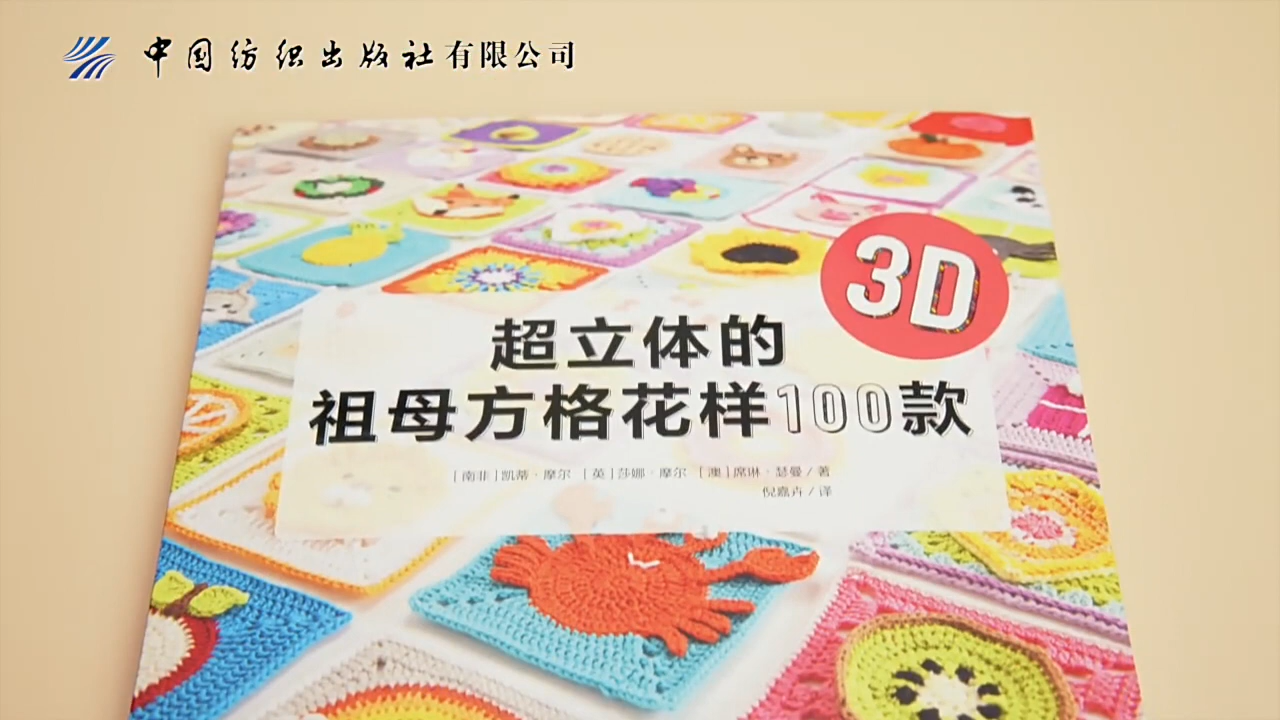 中国纺织出版社有限公司
3D
超立体的
祖母方格花样100款
[南非]凯蒂·摩尔 [英]莎娜·摩尔 [澳]席琳·瑟曼/著
倪嘉卉/译